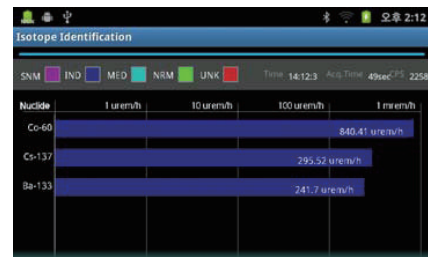 오후 2:12
Isotope Identification
SNM IND MED NRM UNK Time 14:12:3 Acq.Time 49sec CPS 2258
Nuclide 1 urem/h 10 urem/h 100 urem/h 1 mrem/h
Co-60 840.41 urem/h
Cs-137 295.52 urem/h
Ba-133 241.7 urem/h